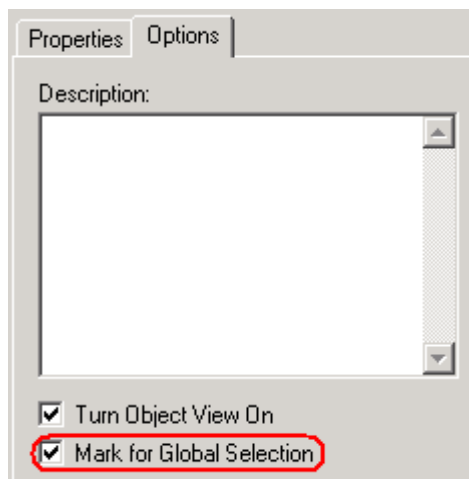 Properties Options
Description:
Turn Object View On
Mark for Global Selection